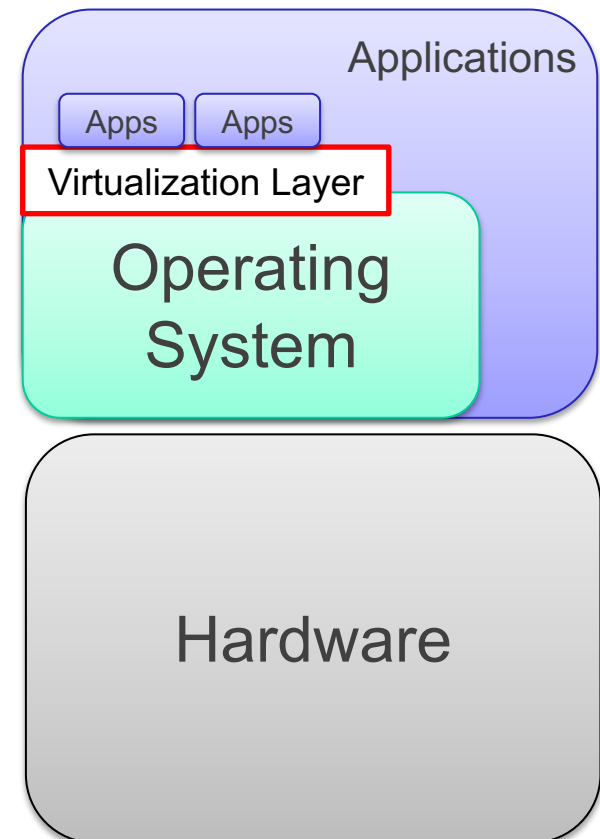 Applications
Apps Apps
Virtualization Layer
Operating
System
Hardware